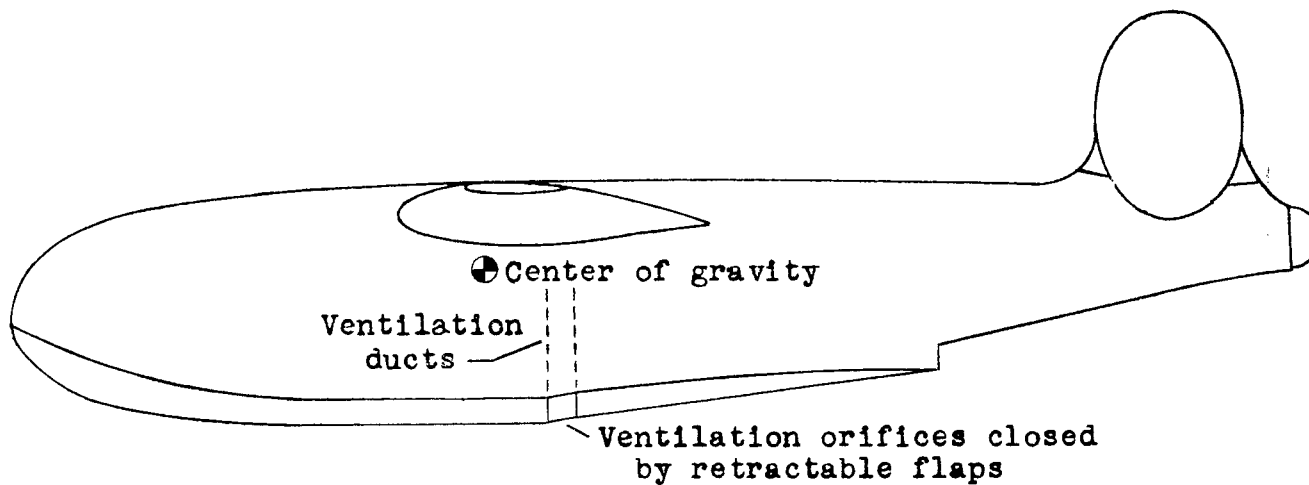 Center of gravity
Ventilation
ducts
Ventilation orifices closed
by retractable flaps